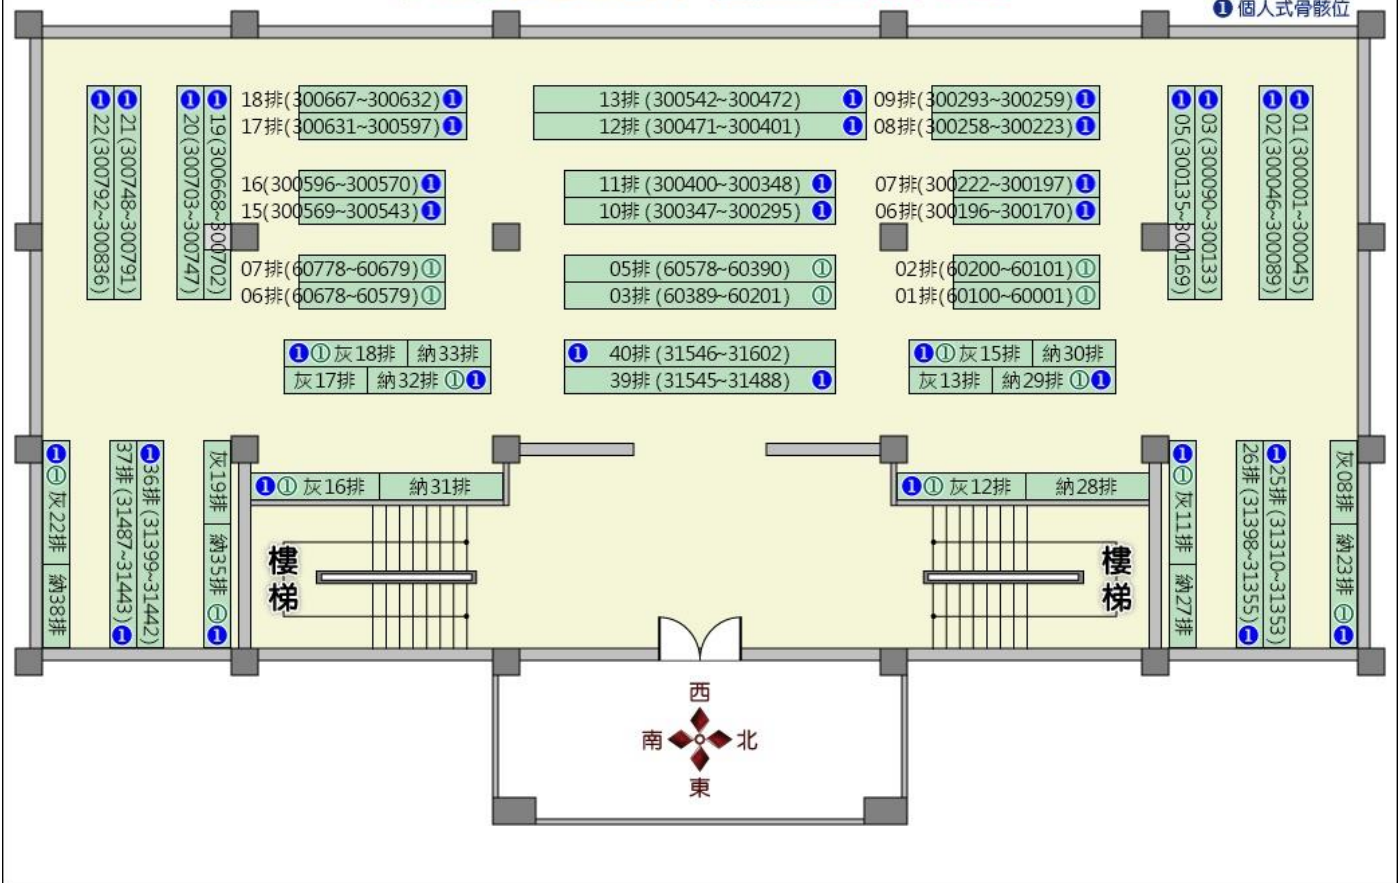 ❶ 個人式骨骸位
❶ 22(300792~300836)
❶ 21(300748~300791)
❶ 20(300703~300747)
❶ 19(300668~300702)
18排(300667~300632)❶
17排(300631~300597)❶
13排 (300542~300472) ❶
12排 (300471~300401) ❶
09排(300293~300259)❶
08排(300258~300223)❶
❶ 05(300135~300169)
❶ 03(300090~300133)
❶ 02(300046~300089)
❶ 01(300001~300045)
16(300596~300570)❶
15(300569~300543)❶
11排 (300400~300348) ❶
10排 (300347~300295) ❶
07排(300222~300197)❶
06排(300196~300170)❶
07排(60778~60679)①
06排(60678~60579)①
05排 (60578~60390) ①
03排 (60389~60201) ①
02排(60200~60101)①
01排(60100~60001)①
❶①灰18排 納33排
灰17排 納32排 ①❶
❶ 40排 (31546~31602)
39排 (31545~31488) ❶
❶①灰15排 納30排
灰13排 納29排 ①❶
❶① 灰22排 納38排
37排 (31487~31443)❶
❶36排 (31399~31442)
灰19排 納35排 ①❶
❶① 灰16排 納31排
❶① 灰12排 納28排
❶① 灰11排 納27排
26排 (31398~31355)❶
❶25排 (31310~31353)
灰08排 納23排 ①❶
樓梯
樓梯
西
南 北
東